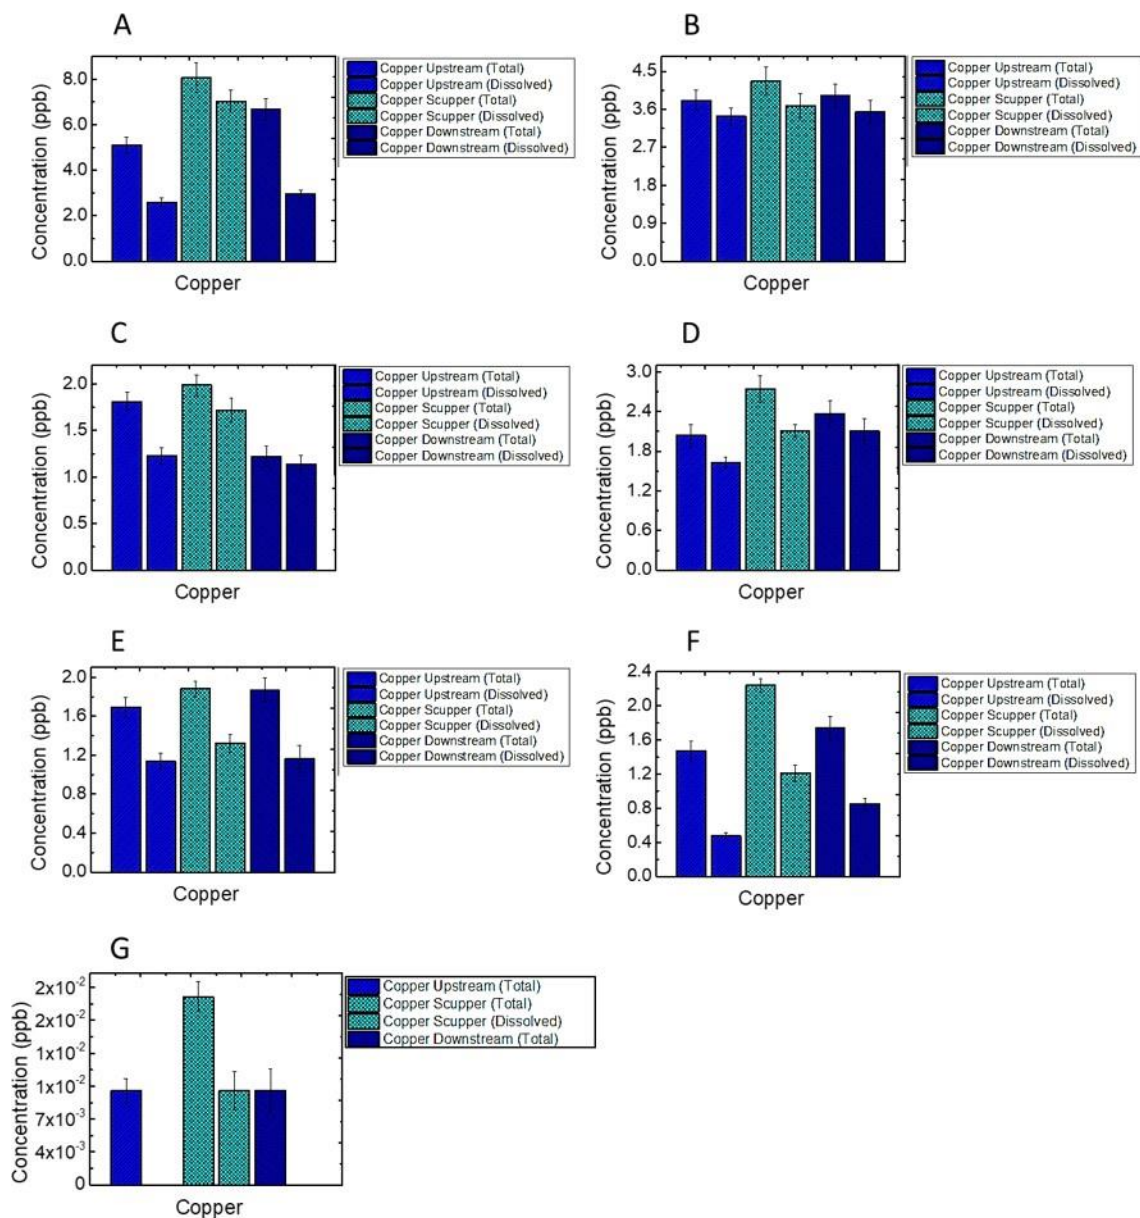 A
Concentration (ppb)
8.0
6.0
4.0
2.0
0.0
Copper
Copper Upstream (Total)
Copper Upstream (Dissolved)
Copper Scupper (Total)
Copper Scupper (Dissolved)
Copper Downstream (Total)
Copper Downstream (Dissolved)
B
Concentration (ppb)
4.5
3.6
2.7
1.8
0.9
0.0
Copper
Copper Upstream (Total)
Copper Upstream (Dissolved)
Copper Scupper (Total)
Copper Scupper (Dissolved)
Copper Downstream (Total)
Copper Downstream (Dissolved)
C
Concentration (ppb)
2.0
1.5
1.0
0.5
0.0
Copper
Copper Upstream (Total)
Copper Upstream (Dissolved)
Copper Scupper (Total)
Copper Scupper (Dissolved)
Copper Downstream (Total)
Copper Downstream (Dissolved)
D
Concentration (ppb)
3.0
2.4
1.8
1.2
0.6
0.0
Copper
Copper Upstream (Total)
Copper Upstream (Dissolved)
Copper Scupper (Total)
Copper Scupper (Dissolved)
Copper Downstream (Total)
Copper Downstream (Dissolved)
E
Concentration (ppb)
2.0
1.6
1.2
0.8
0.4
0.0
Copper
Copper Upstream (Total)
Copper Upstream (Dissolved)
Copper Scupper (Total)
Copper Scupper (Dissolved)
Copper Downstream (Total)
Copper Downstream (Dissolved)
F
Concentration (ppb)
2.4
2.0
1.6
1.2
0.8
0.4
0.0
Copper
Copper Upstream (Total)
Copper Upstream (Dissolved)
Copper Scupper (Total)
Copper Scupper (Dissolved)
Copper Downstream (Total)
Copper Downstream (Dissolved)
G
Concentration (ppb)
2x10⁻²
2x10⁻²
1x10⁻²
1x10⁻²
7x10⁻³
4x10⁻³
0
Copper
Copper Upstream (Total)
Copper Scupper (Total)
Copper Scupper (Dissolved)
Copper Downstream (Total)